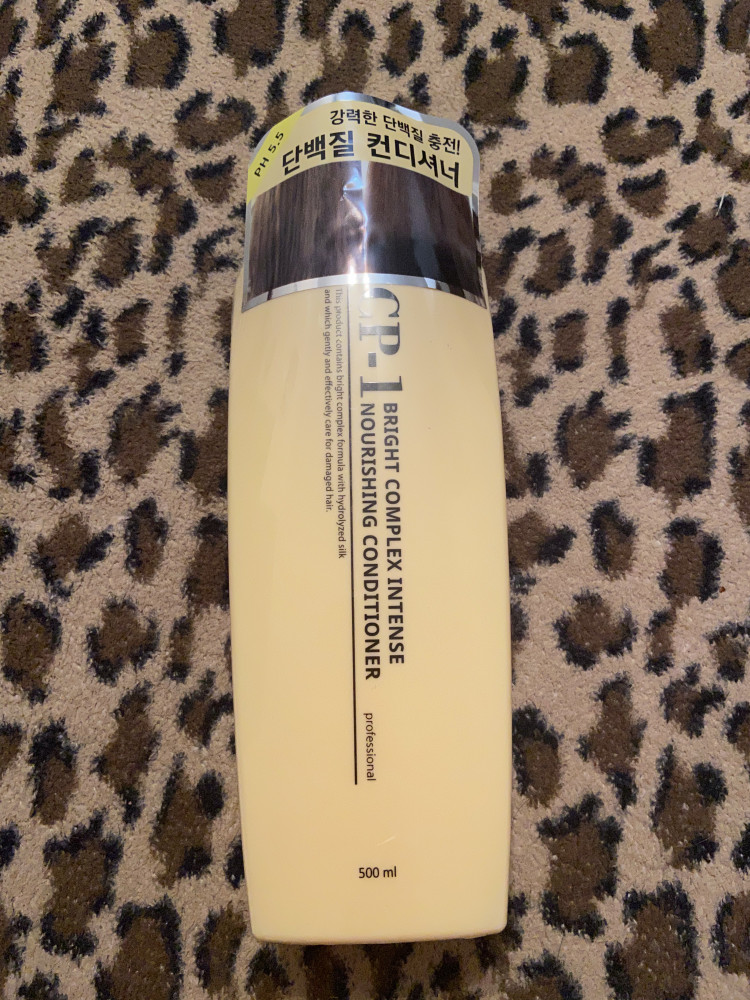 강력한 단백질 충전!
PH 5.5
단백질 컨디셔너
CP-1
BRIGHT COMPLEX INTENSE
NOURISHING CONDITIONER
professional
This product contains bright complex formula with hydrolyzed silk
and which gently and effectively care for damaged hair.
500 ml